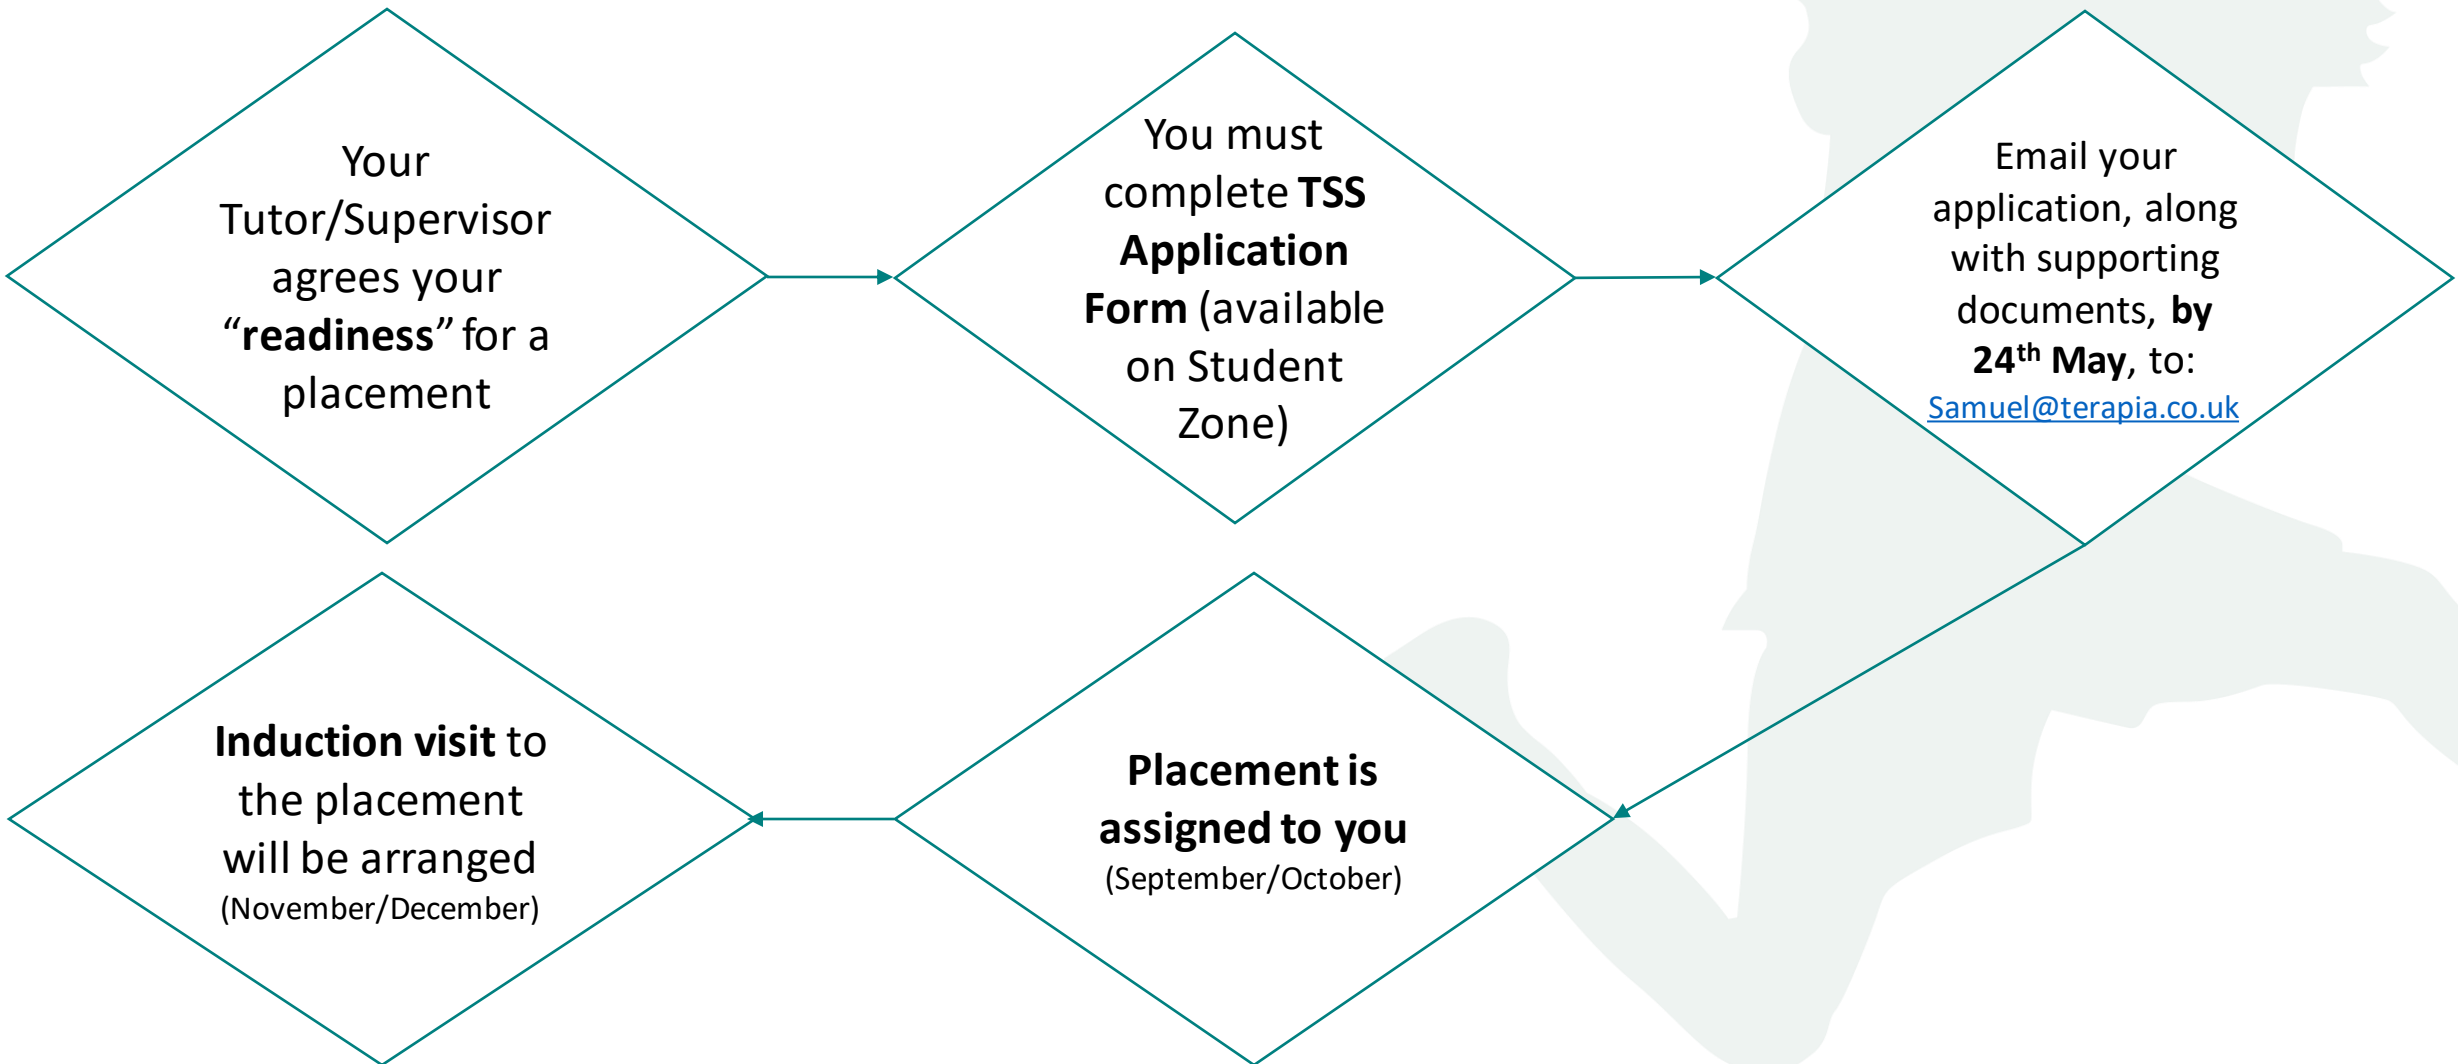 Your
Tutor/Supervisor
agrees your
“readiness” for a
placement
You must
complete TSS
Application
Form (available
on Student
Zone)
Email your
application, along
with supporting
documents, by
24th May, to:
Samuel@terapia.co.uk
Placement is
assigned to you
(September/October)
Induction visit to
the placement
will be arranged
(November/December)